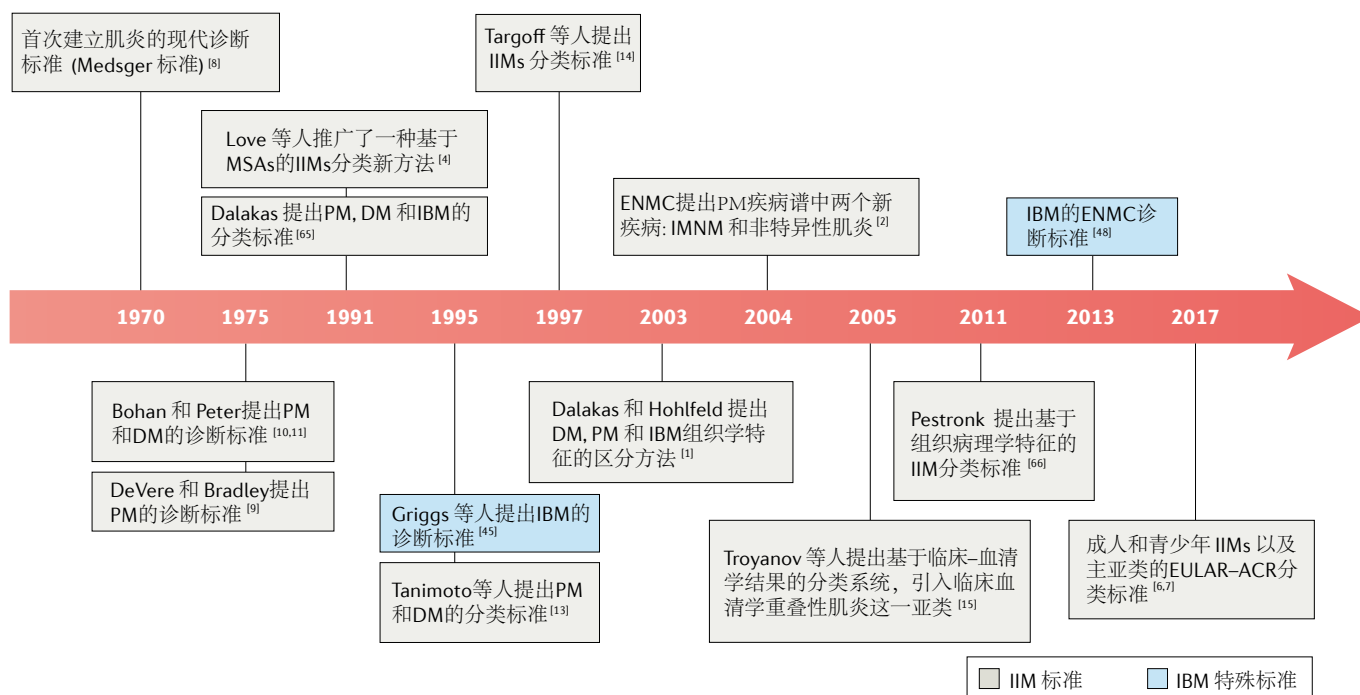 首次建立肌炎的现代诊断
标准 (Medsger 标准) [8]
Targoff 等人提出
IIMs 分类标准 [14]
Love 等人推广了一种基于
MSAs的IIMs分类新方法 [4]
Dalakas 提出PM, DM 和IBM的
分类标准[65]
ENMC提出PM疾病谱中两个新
疾病: IMNM 和非特异性肌炎 [2]
IBM的ENMC诊
断标准 [48]
1970 1975 1991 1995 1997 2003 2004 2005 2011 2013 2017
Bohan 和 Peter提出PM
和DM的诊断标准 [10,11]
DeVere 和 Bradley提出
PM的诊断标准 [9]
Griggs 等人提出IBM的
诊断标准 [45]
Tanimoto等人提出PM
和DM的分类标准 [13]
Dalakas 和 Hohlfeld 提出
DM, PM 和 IBM组织学特
征的区分方法 [1]
Troyanov 等人提出基于临床–血清
学结果的分类系统，引入临床血
清学重叠性肌炎这一亚类 [15]
Pestronk 提出基于
组织病理学特征的
IIM分类标准 [66]
成人和青少年 IIMs 以及
主亚类的EULAR–ACR分
类标准 [6,7]
IIM 标准 IBM 特殊标准